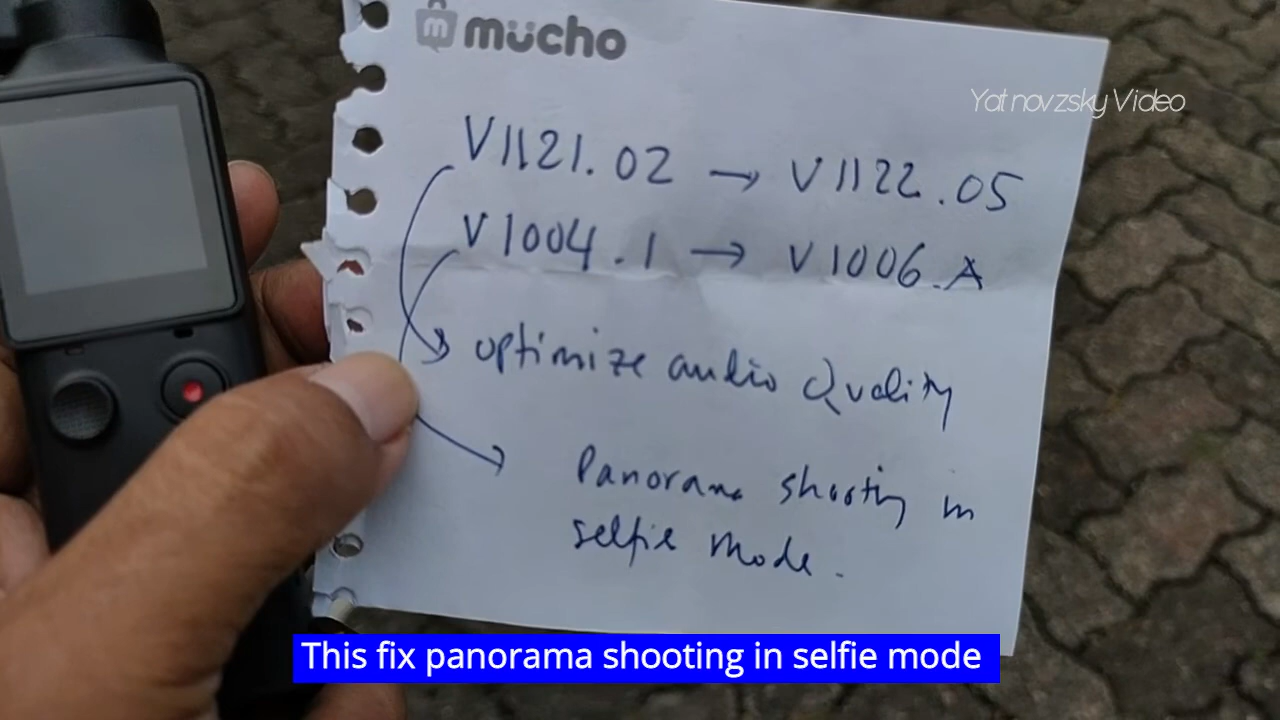 mücho
Yatnovzsky Video
V1121.02 → V1122.05
V1004.1 → V1006.A
optimize audio Quality
Panorama shooting in
selfie mode.
This fix panorama shooting in selfie mode